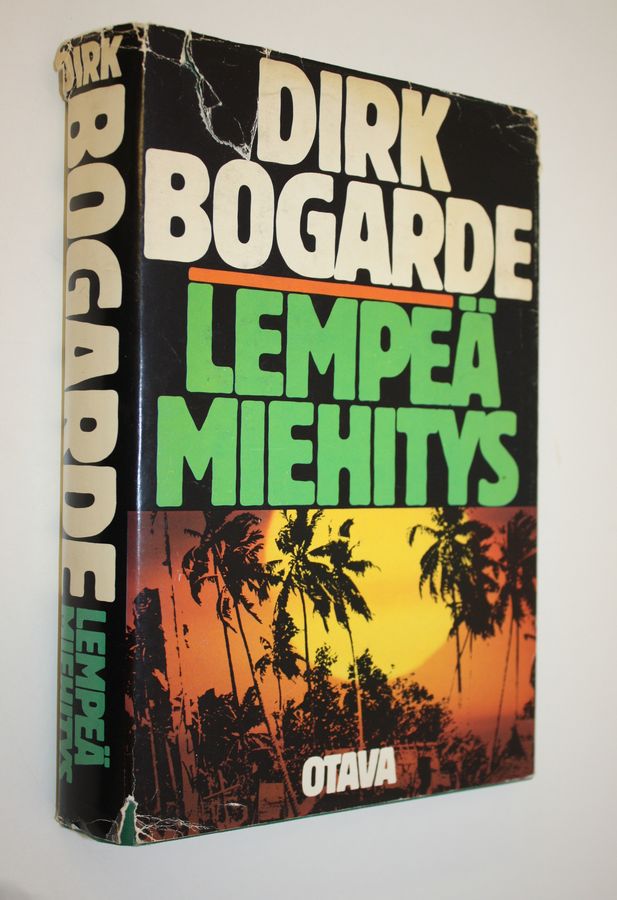 DIRK
BOGARDE
LEMPEÄ
MIEHITYS
OTAVA
DIRK BOGARDE
LEMPEÄ
MIEHITYS